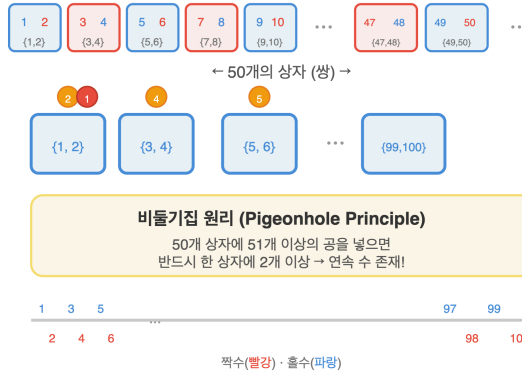 1 2 3 4 5 6 7 8 9 10 ... 47 48 49 50 ...
{1,2} {3,4} {5,6} {7,8} {9,10} {47,48} {49,50}
← 50개의 상자 (쌍) →
2 1 4 5
{1, 2} {3, 4} {5, 6} ... {99,100}
비둘기집 원리 (Pigeonhole Principle)
50개 상자에 51개 이상의 공을 넣으면
반드시 한 상자에 2개 이상 → 연속 수 존재!
1 3 5 97 99
...
2 4 6 98 10
짝수(빨강) · 홀수(파랑)